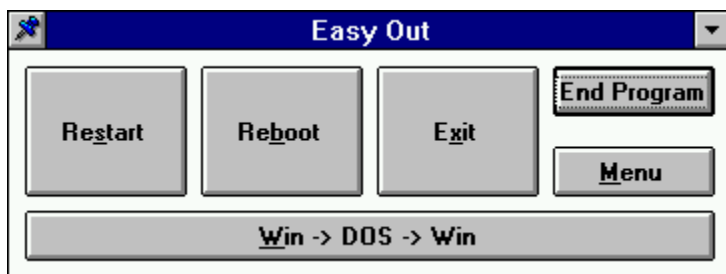 Easy Out
Restart
Reboot
Exit
End Program
Menu
Win -> DOS -> Win